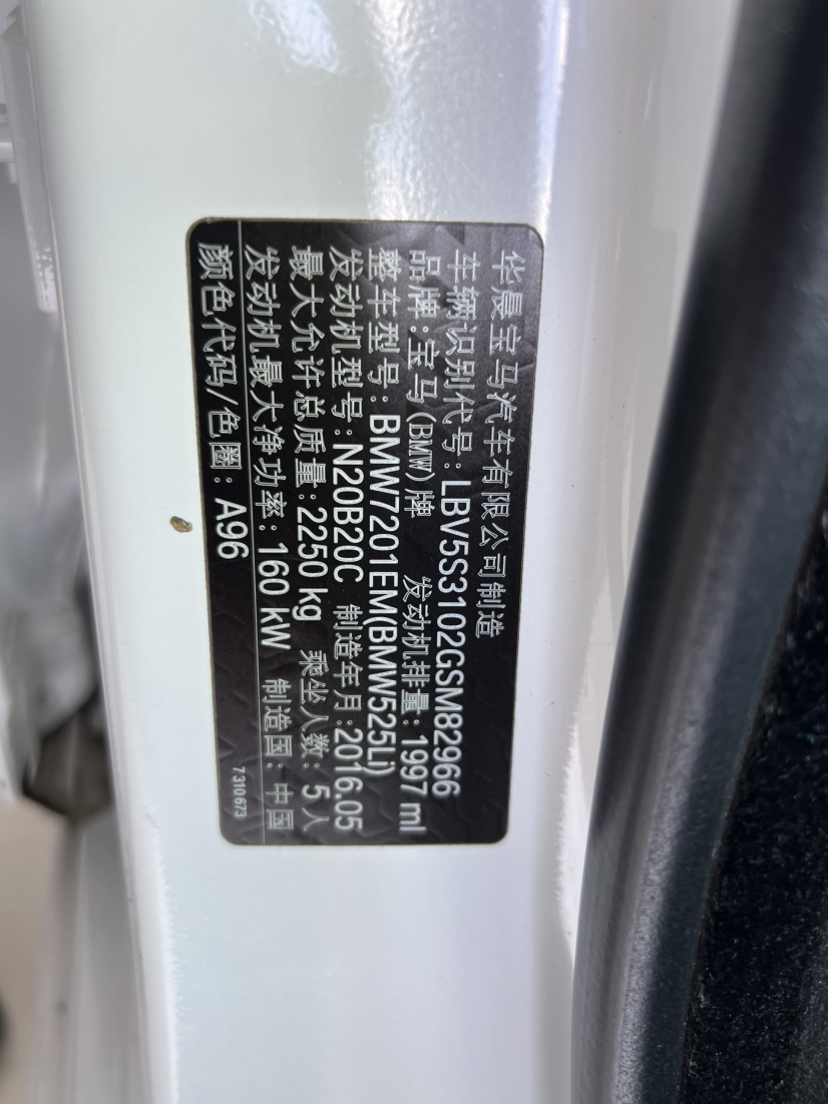 华晨宝马汽车有限公司制造
车辆识别代号:LBV5S3102GSM82966
品牌:宝马(BMW)牌 发动机排量:1997 ml
整车型号:BMW7201EM(BMW525Li)
发动机型号:N20B20C 制造年月:2016.05
最大允许总质量:2250 kg 乘坐人数:5人
发动机最大净功率:160 kW 制造国:中国
颜色代码/色圈:A96
7310673